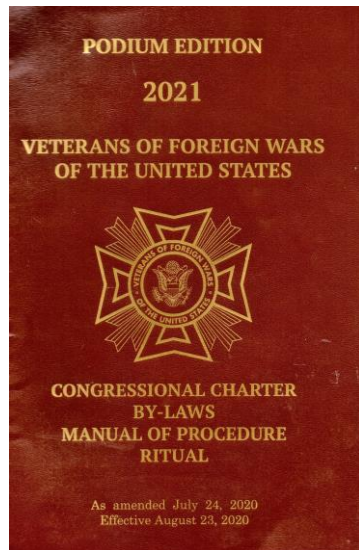 PODIUM EDITION
2021
VETERANS OF FOREIGN WARS
OF THE UNITED STATES
VETERANS OF FOREIGN WARS
OF THE UNITED STATES
CONGRESSIONAL CHARTER
BY-LAWS
MANUAL OF PROCEDURE
RITUAL
As amended July 24, 2020
Effective August 23, 2020